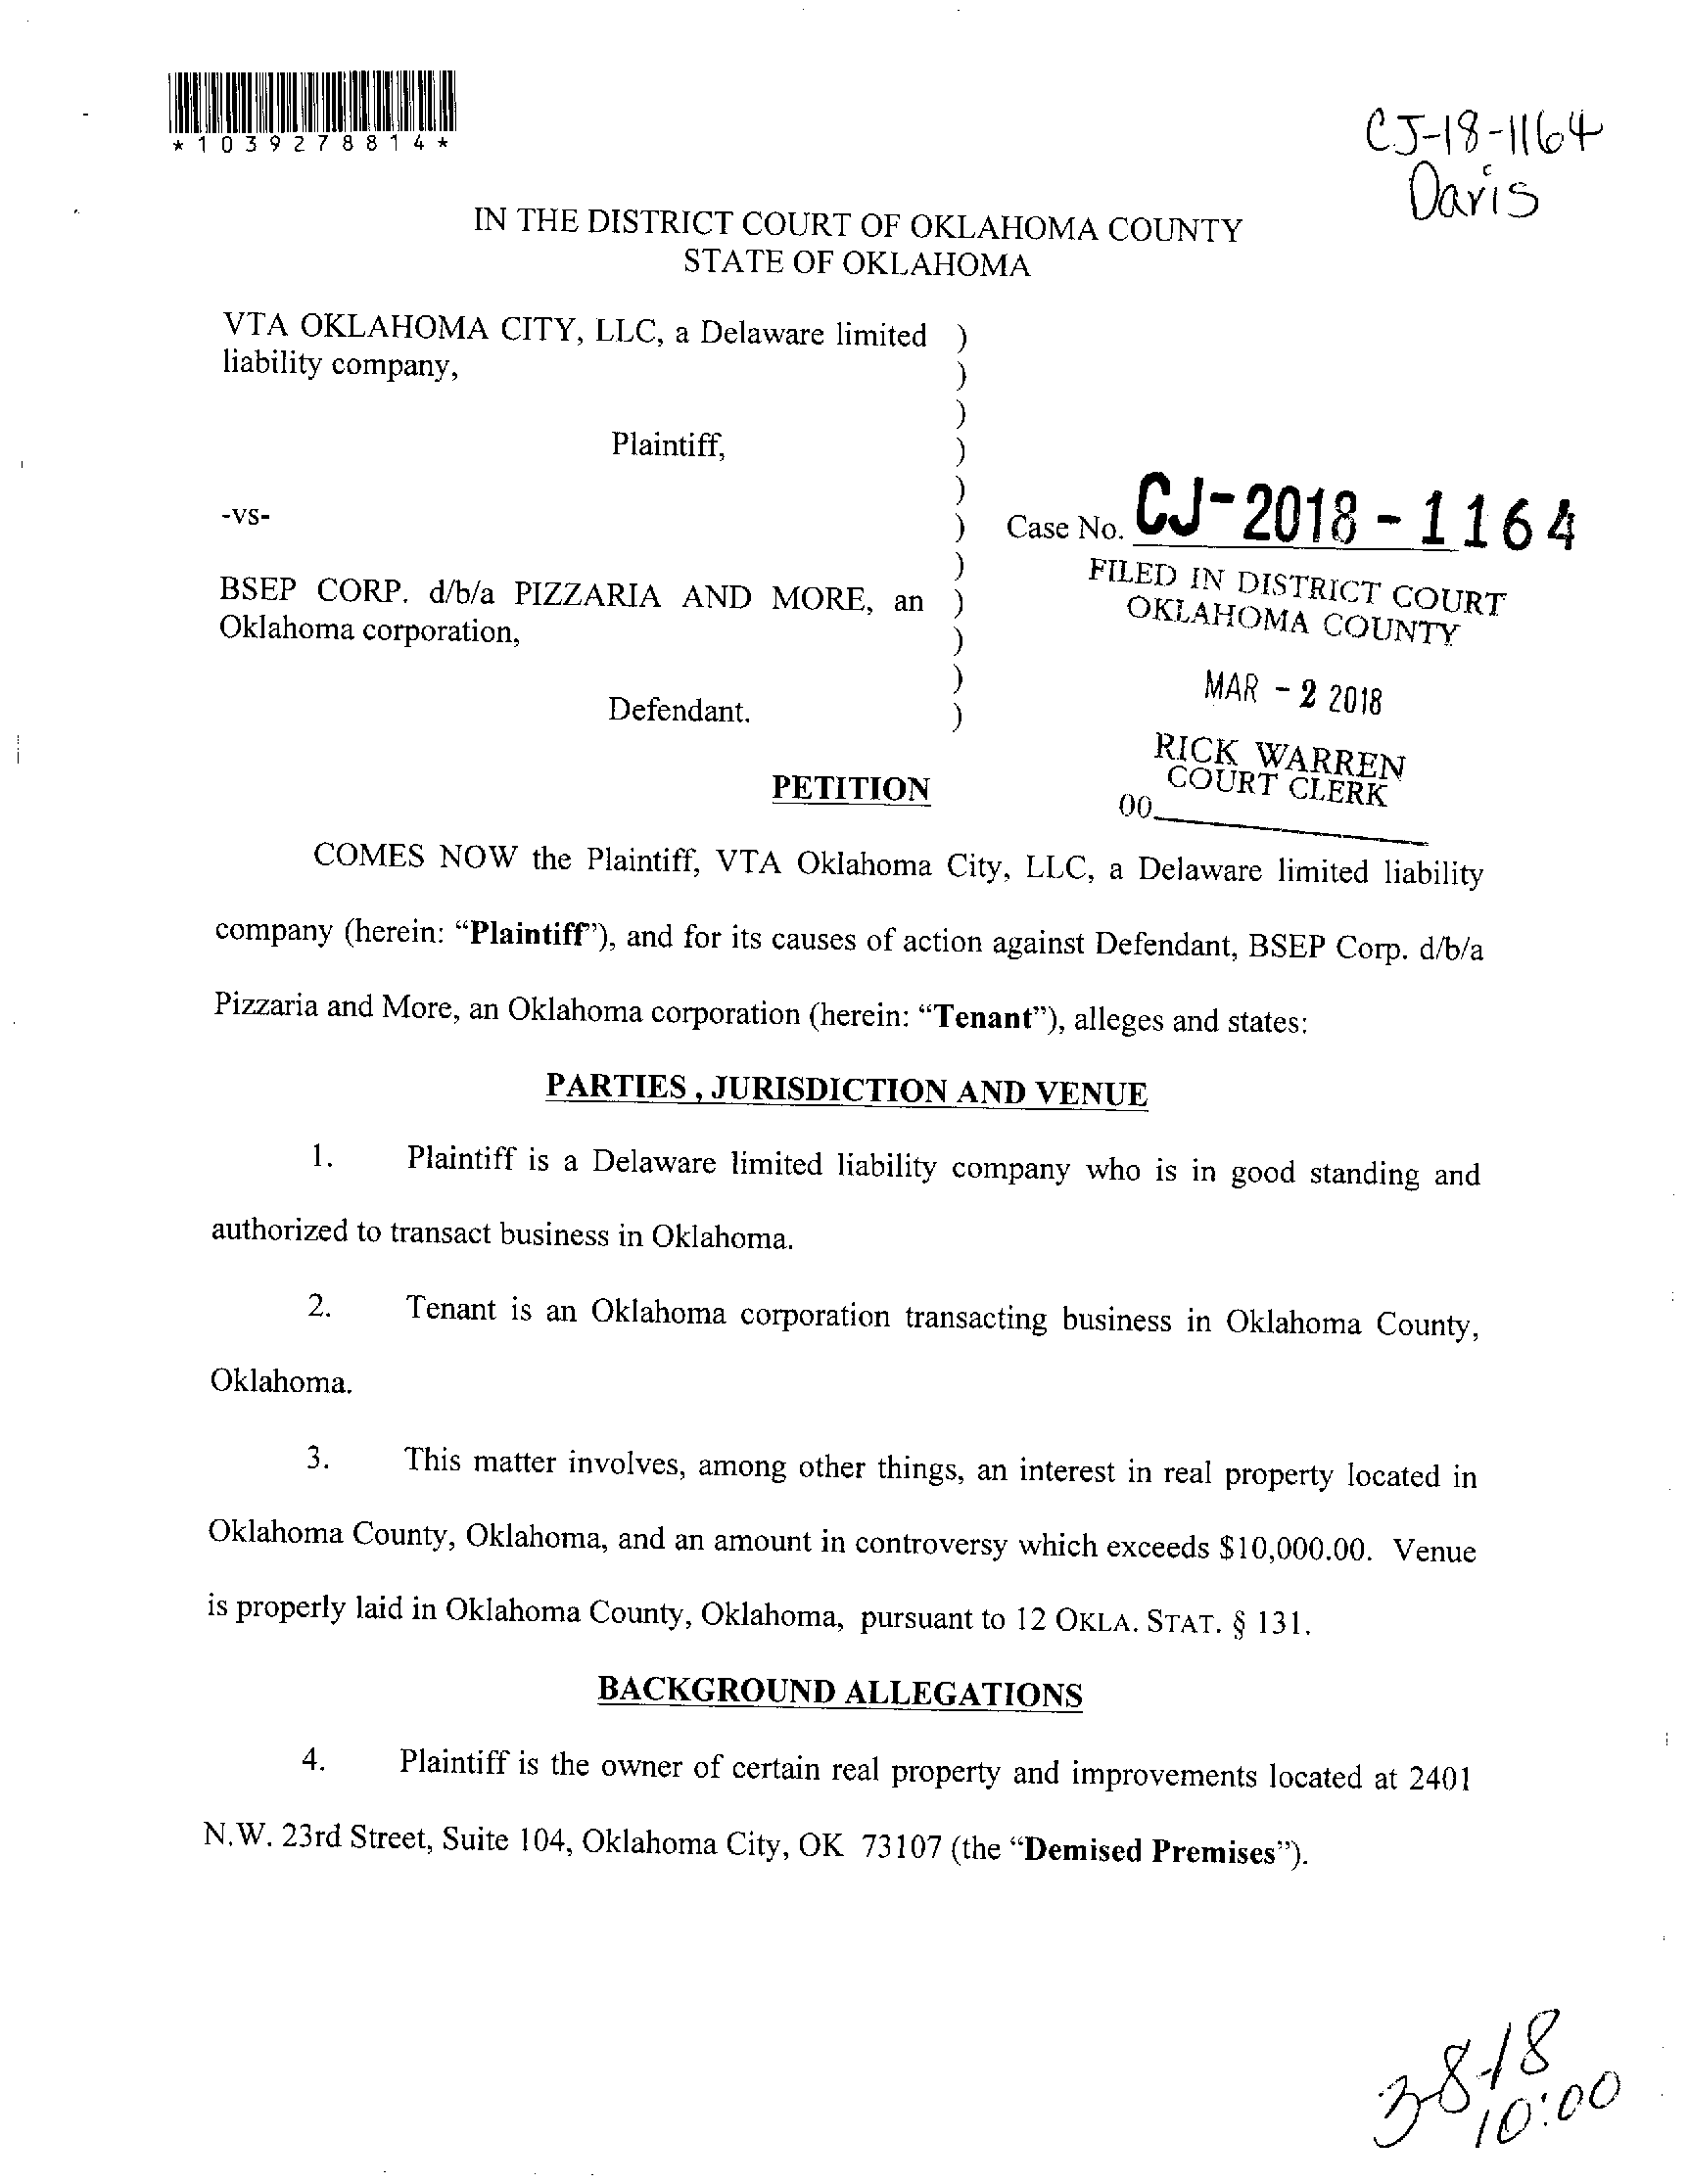 *1039278814*
CJ-18-1164
Davis
IN THE DISTRICT COURT OF OKLAHOMA COUNTY
STATE OF OKLAHOMA
VTA OKLAHOMA CITY, LLC, a Delaware limited )
liability company, )
)
Plaintiff, )
)
-vs- ) Case No. CJ-2018-1164
)
BSEP CORP. d/b/a PIZZARIA AND MORE, an )
Oklahoma corporation, )
)
Defendant. )
FILED IN DISTRICT COURT
OKLAHOMA COUNTY
MAR - 2 2018
RICK WARREN
COURT CLERK
00
PETITION
COMES NOW the Plaintiff, VTA Oklahoma City, LLC, a Delaware limited liability
company (herein: “Plaintiff”), and for its causes of action against Defendant, BSEP Corp. d/b/a
Pizzaria and More, an Oklahoma corporation (herein: “Tenant”), alleges and states:
PARTIES , JURISDICTION AND VENUE
1. Plaintiff is a Delaware limited liability company who is in good standing and
authorized to transact business in Oklahoma.
2. Tenant is an Oklahoma corporation transacting business in Oklahoma County,
Oklahoma.
3. This matter involves, among other things, an interest in real property located in
Oklahoma County, Oklahoma, and an amount in controversy which exceeds $10,000.00. Venue
is properly laid in Oklahoma County, Oklahoma, pursuant to 12 OKLA. STAT. § 131.
BACKGROUND ALLEGATIONS
4. Plaintiff is the owner of certain real property and improvements located at 2401
N.W. 23rd Street, Suite 104, Oklahoma City, OK 73107 (the “Demised Premises”).
3-8-18
10:00